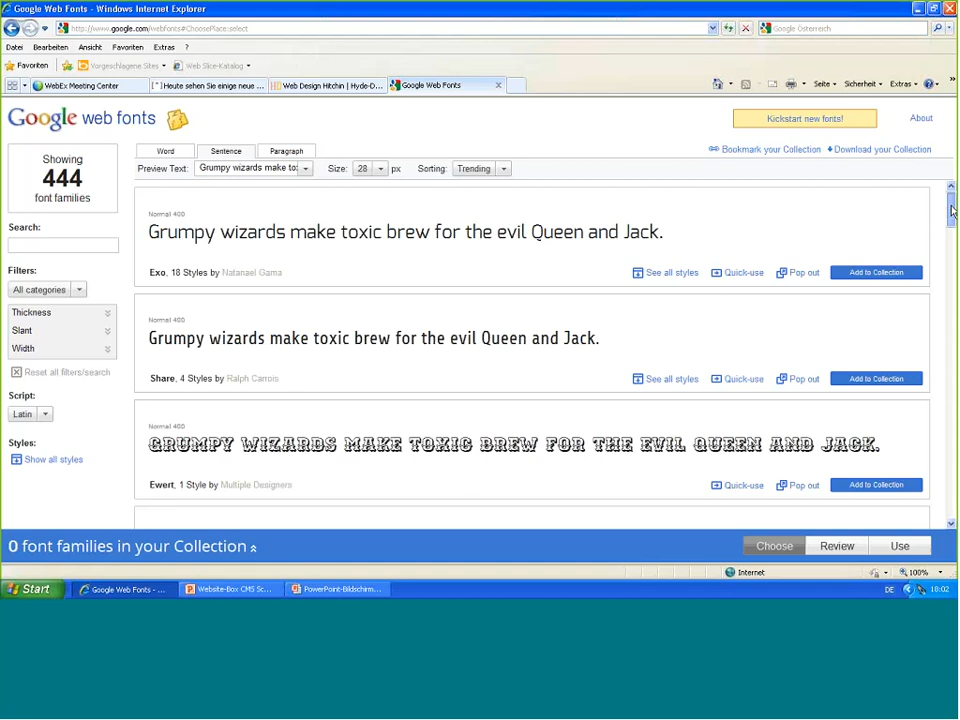 Google Web Fonts - Windows Internet Explorer
http://www.google.com/webfonts#ChoosePlace:select
Google Österreich
Datei Bearbeiten Ansicht Favoriten Extras ?
Favoriten Vorgeschlagene Sites Web Slice-Katalog
WebEx Meeting Center Heute sehen Sie einige neue ... Web Design Hitchin | Hyde-D... Google Web Fonts Seite Sicherheit Extras
Google web fonts
Kickstart new fonts! About
Bookmark your Collection Download your Collection
Showing
444
font families
Word Sentence Paragraph
Preview Text: Grumpy wizards make to: Size: 28 px Sorting: Trending
Search:
Filters:
All categories
Thickness
Slant
Width
Reset all filters/search
Script:
Latin
Styles:
Show all styles
Normal 400
Grumpy wizards make toxic brew for the evil Queen and Jack.
Exo, 18 Styles by Natanael Gama See all styles Quick-use Pop out Add to Collection
Normal 400
Grumpy wizards make toxic brew for the evil Queen and Jack.
Share, 4 Styles by Ralph Carrois See all styles Quick-use Pop out Add to Collection
Normal 400
GRUMPY WIZARDS MAKE TOXIC BREW FOR THE EVIL QUEEN AND JACK.
Ewert, 1 Style by Multiple Designers Quick-use Pop out Add to Collection
0 font families in your Collection Choose Review Use
Internet 100%
Start Google Web Fonts - ... Website-Box CMS Sc... PowerPoint-Bildschirm... DE 18:02